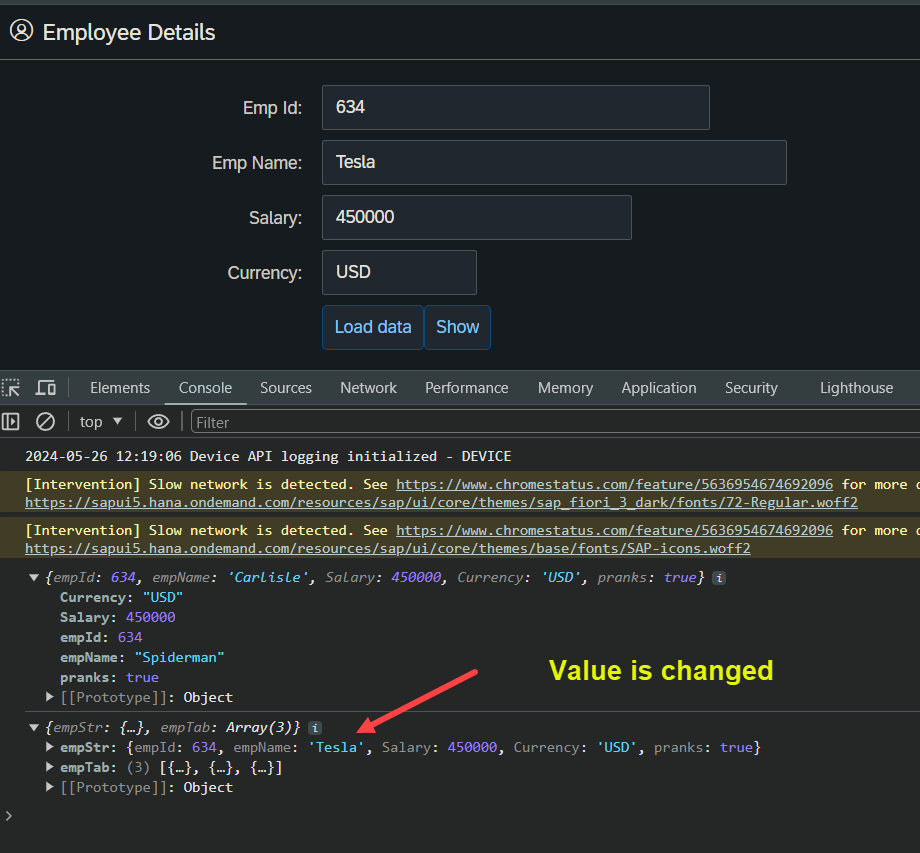 Employee Details
Emp Id: 634
Emp Name: Tesla
Salary: 450000
Currency: USD
Load data Show
Elements Console Sources Network Performance Memory Application Security Lighthouse
top Filter
2024-05-26 12:19:06 Device API logging initialized - DEVICE
[Intervention] Slow network is detected. See https://www.chromestatus.com/feature/5636954674692096 for more
https://sapui5.hana.ondemand.com/resources/sap/ui/core/themes/sap_fiori_3_dark/fonts/72-Regular.woff2
[Intervention] Slow network is detected. See https://www.chromestatus.com/feature/5636954674692096 for more
https://sapui5.hana.ondemand.com/resources/sap/ui/core/themes/base/fonts/SAP-icons.woff2
{empId: 634, empName: 'Carlisle', Salary: 450000, Currency: 'USD', pranks: true} i
Currency: "USD"
Salary: 450000
empId: 634
empName: "Spiderman"
pranks: true
[[Prototype]]: Object
Value is changed
{empStr: {…}, empTab: Array(3)} i
empStr: {empId: 634, empName: 'Tesla', Salary: 450000, Currency: 'USD', pranks: true}
empTab: (3) [{…}, {…}, {…}]
[[Prototype]]: Object